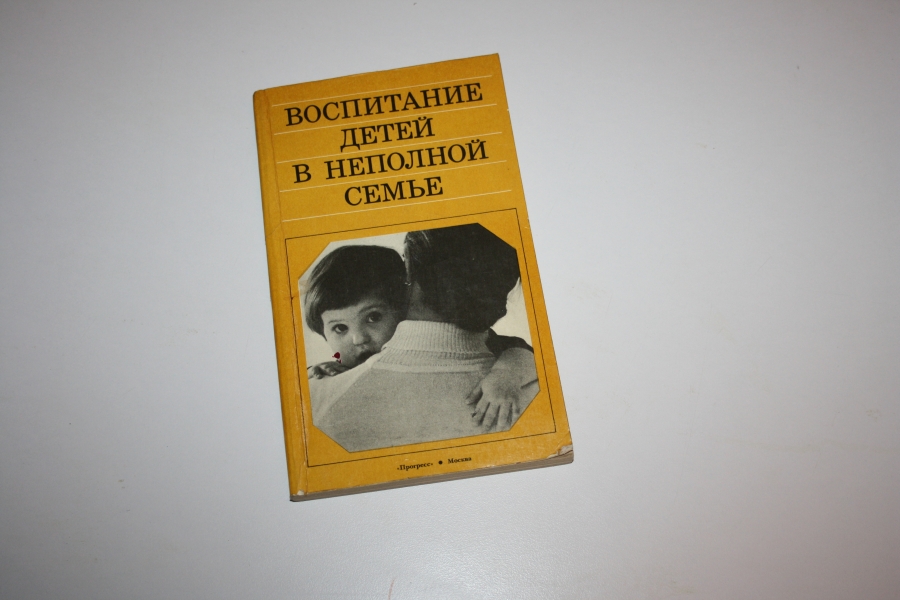 ВОСПИТАНИЕ
ДЕТЕЙ
В НЕПОЛНОЙ
СЕМЬЕ
«Прогресс» ● Москва